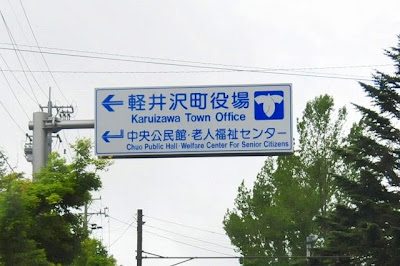 軽井沢町役場
Karuizawa Town Office
中央公民館・老人福祉センター
Chuo Public Hall・Welfare Center For Senior Citizens